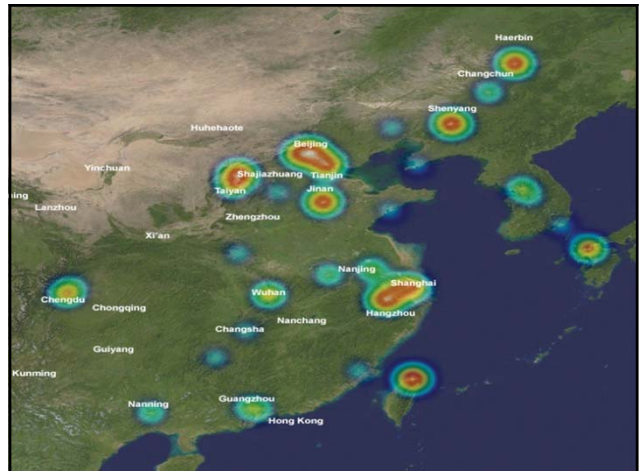 Haerbin
Changchun
Shenyang
Huhehaote
Beijing
Yinchuan
Shajiazhuang
Tianjin
Taiyan
Jinan
ning
Lanzhou
Zhengzhou
Xi'an
Nanjing
Shanghai
Chengdu
Wuhan
Chongqing
Hangzhou
Nanchang
Changsha
Guiyang
Kunming
Nanning
Guangzhou
Hong Kong